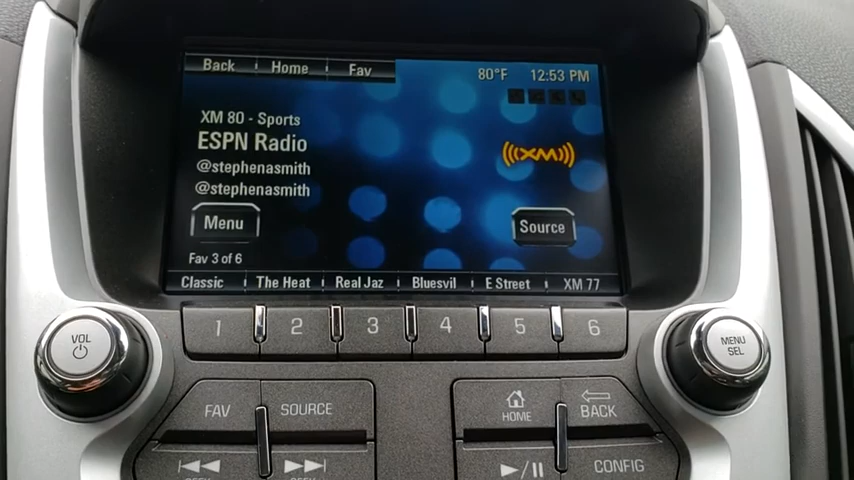 Back Home Fav
80°F 12:53 PM
XM 80 - Sports
ESPN Radio
@stephenasmith
@stephenasmith
XM
Menu
Source
Fav 3 of 6
Classic The Heat Real Jaz Bluesvil E Street XM 77
1 2 3 4 5 6
VOL
MENU
SEL
FAV SOURCE
HOME
BACK
CONFIG